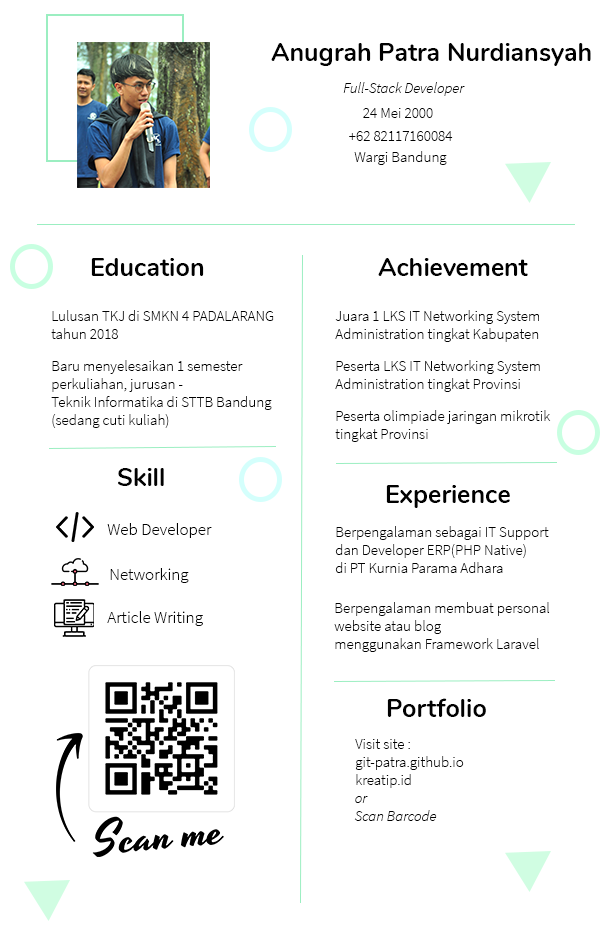 Anugrah Patra Nurdiansyah
Full-Stack Developer
24 Mei 2000
+62 82117160084
Wargi Bandung
Education
Lulusan TKJ di SMKN 4 PADALARANG
tahun 2018
Baru menyelesaikan 1 semester
perkuliahan, jurusan -
Teknik Informatika di STTB Bandung
(sedang cuti kuliah)
Skill
Web Developer
Networking
Article Writing
Scan me
Achievement
Juara 1 LKS IT Networking System
Administration tingkat Kabupaten
Peserta LKS IT Networking System
Administration tingkat Provinsi
Peserta olimpiade jaringan mikrotik
tingkat Provinsi
Experience
Berpengalaman sebagai IT Support
dan Developer ERP(PHP Native)
di PT Kurnia Parama Adhara
Berpengalaman membuat personal
website atau blog
menggunakan Framework Laravel
Portfolio
Visit site :
git-patra.github.io
kreatip.id
or
Scan Barcode